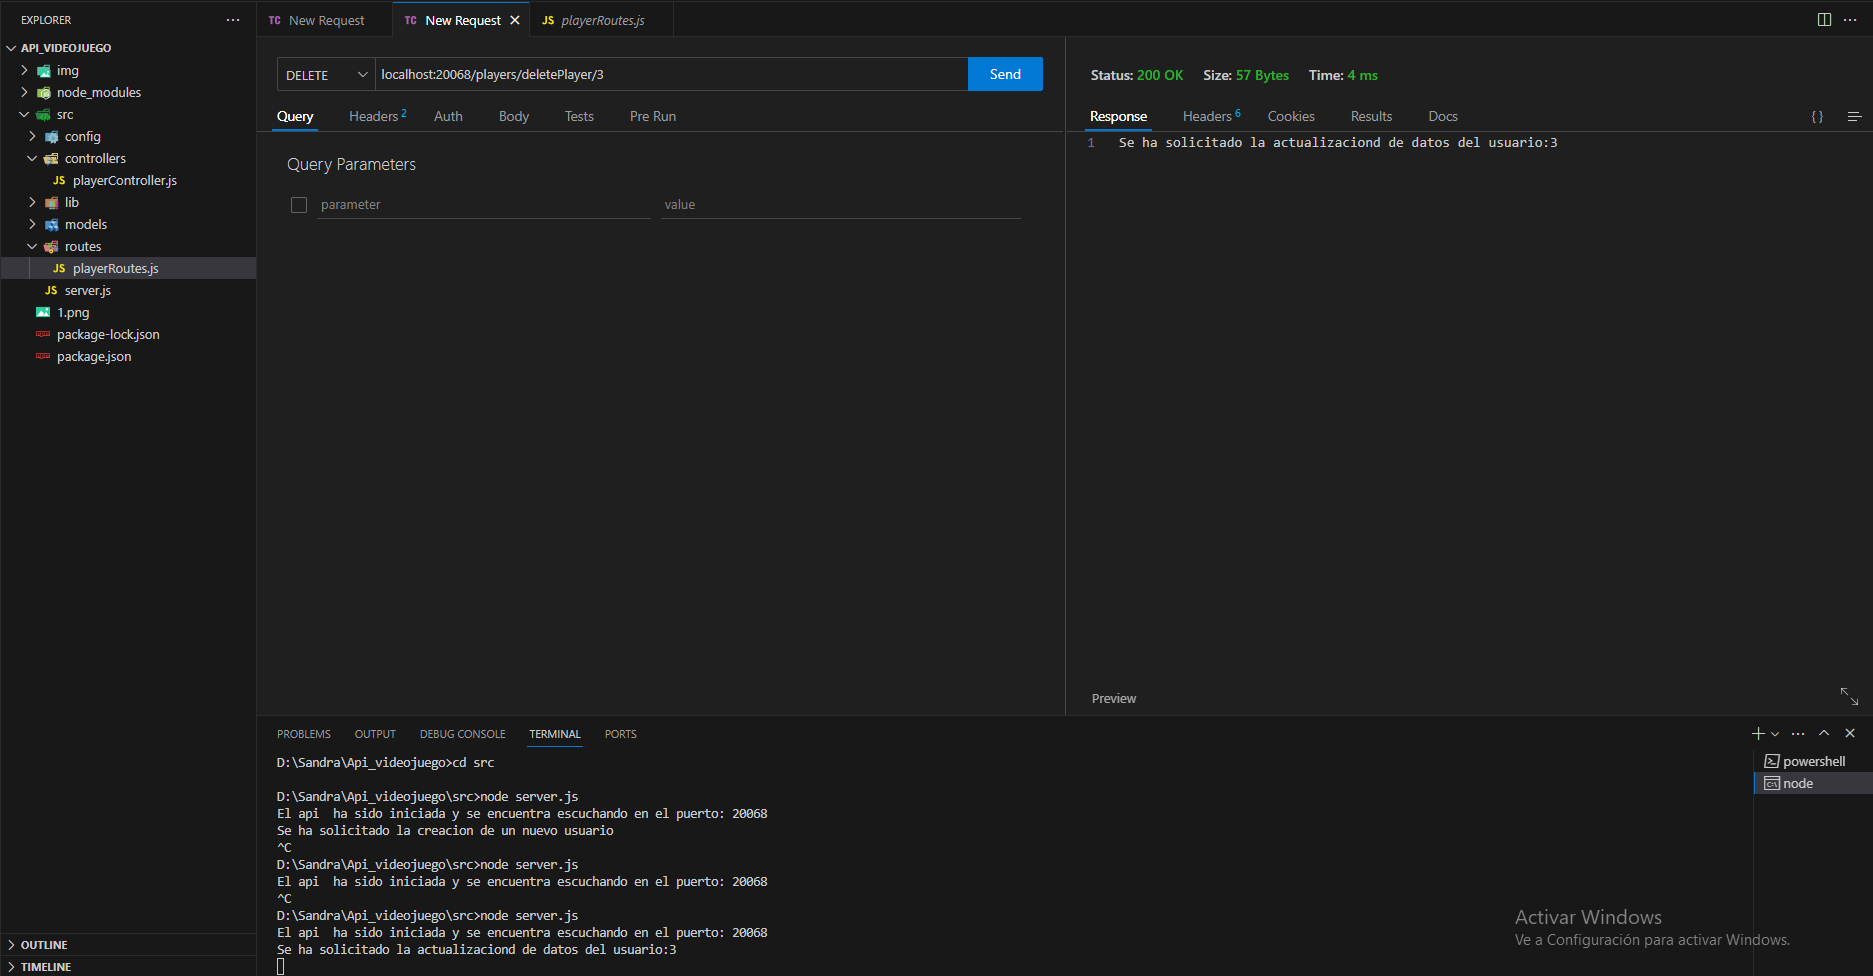 EXPLORER
API_VIDEOJUEGO
img
node_modules
src
config
controllers
JS playerController.js
lib
models
routes
JS playerRoutes.js
JS server.js
1.png
package-lock.json
package.json
OUTLINE
TIMELINE
TC New Request
TC New Request
JS playerRoutes.js
DELETE
localhost:20068/players/deletePlayer/3
Send
Query Headers 2 Auth Body Tests Pre Run
Query Parameters
parameter value
Status: 200 OK Size: 57 Bytes Time: 4 ms
Response Headers 6 Cookies Results Docs
{ }
1 Se ha solicitado la actualizaciond de datos del usuario:3
Preview
PROBLEMS OUTPUT DEBUG CONSOLE TERMINAL PORTS
D:\Sandra\Api_videojuego>cd src
D:\Sandra\Api_videojuego\src>node server.js
El api  ha sido iniciada y se encuentra escuchando en el puerto: 20068
Se ha solicitado la creacion de un nuevo usuario
^C
D:\Sandra\Api_videojuego\src>node server.js
El api  ha sido iniciada y se encuentra escuchando en el puerto: 20068
^C
D:\Sandra\Api_videojuego\src>node server.js
El api  ha sido iniciada y se encuentra escuchando en el puerto: 20068
Se ha solicitado la actualizaciond de datos del usuario:3
powershell
node
Activar Windows
Ve a Configuración para activar Windows.